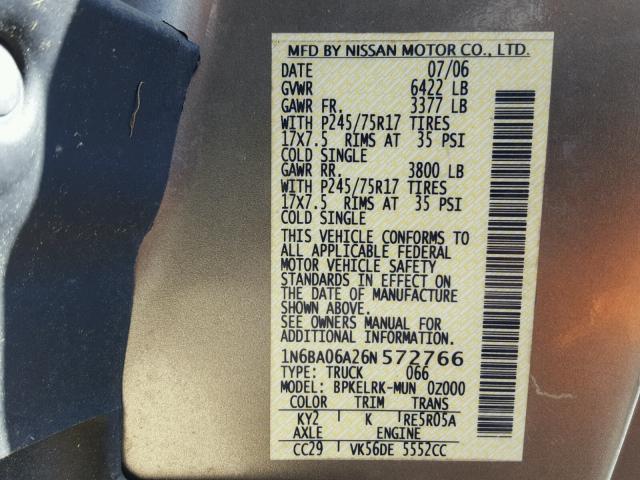 MFD BY NISSAN MOTOR CO., LTD.
DATE 07/06
GVWR 6422 LB
GAWR FR. 3377 LB
WITH P245/75R17 TIRES
17X7.5 RIMS AT 35 PSI
COLD SINGLE
GAWR RR. 3800 LB
WITH P245/75R17 TIRES
17X7.5 RIMS AT 35 PSI
COLD SINGLE
THIS VEHICLE CONFORMS TO
ALL APPLICABLE FEDERAL
MOTOR VEHICLE SAFETY
STANDARDS IN EFFECT ON
THE DATE OF MANUFACTURE
SHOWN ABOVE.
SEE OWNERS MANUAL FOR
ADDITIONAL INFORMATION
1N6BA06A26N572766
TYPE: TRUCK 066
MODEL: BPKELRK-MUN 0Z000
COLOR TRIM TRANS
KY2 K RE5R05A
AXLE ENGINE
CC29 VK56DE 5552CC